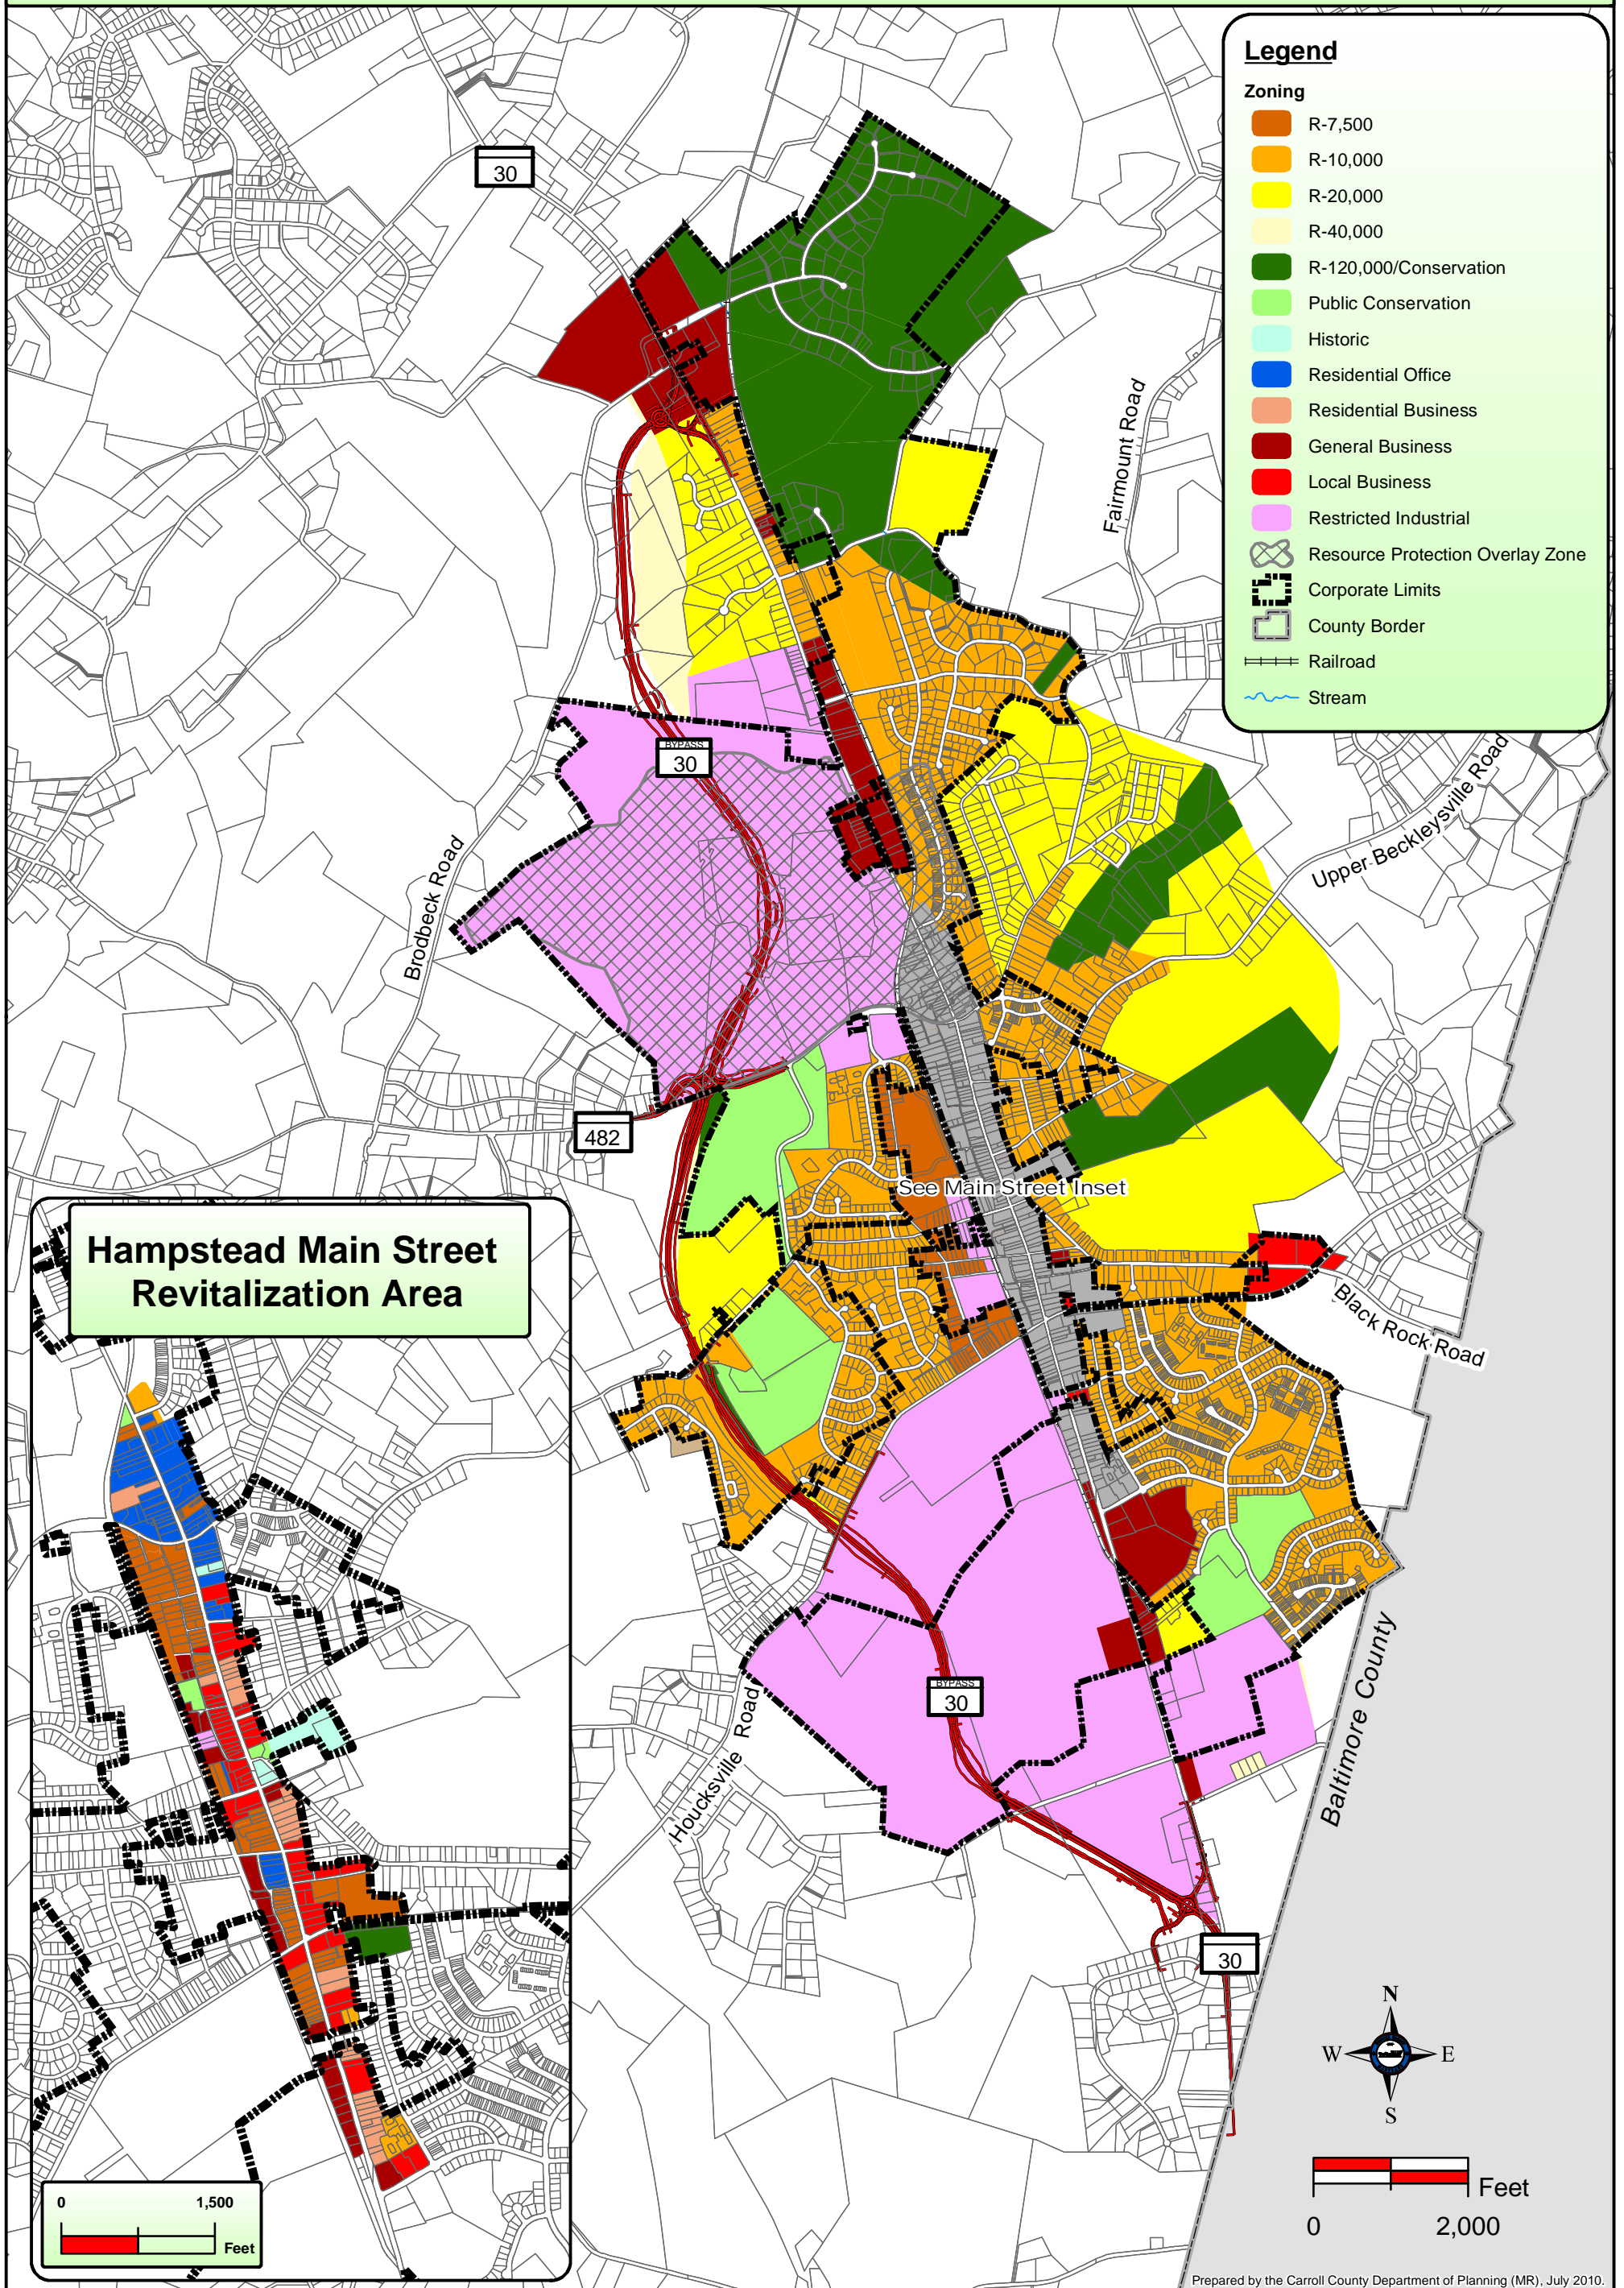 Legend
Zoning
R-7,500
R-10,000
R-20,000
R-40,000
R-120,000/Conservation
Public Conservation
Historic
Residential Office
Residential Business
General Business
Local Business
Restricted Industrial
Resource Protection Overlay Zone
Corporate Limits
County Border
Railroad
Stream
30
Fairmount Road
BYPASS
30
Upper Beckleysville Road
Brodbeck Road
482
See Main Street Inset
Hampstead Main Street
Revitalization Area
Black Rock Road
BYPASS
30
Houcksville Road
Baltimore County
30
N
W
E
S
0
1,500
Feet
Feet
0
2,000
Prepared by the Carroll County Department of Planning (MR), July 2010.